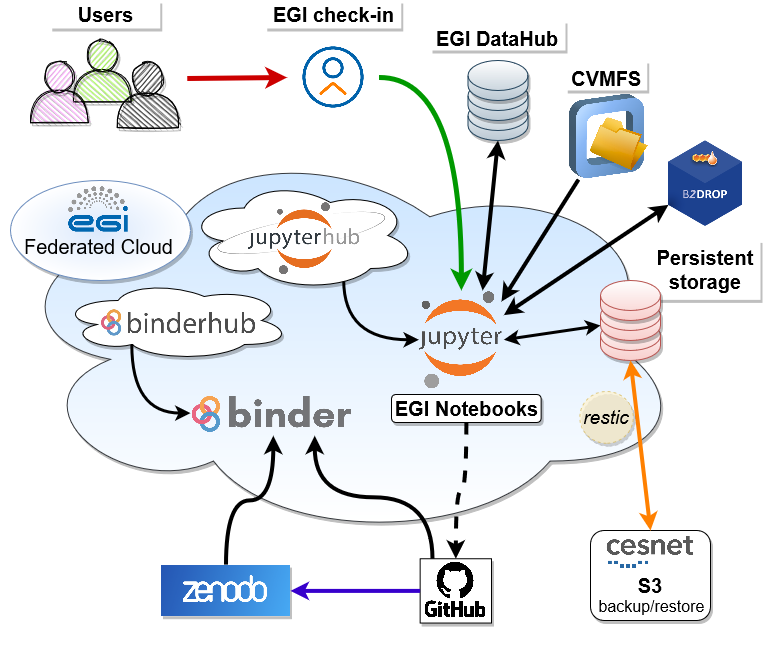 Users
EGI check-in
EGI DataHub
CVMFS
B2DROP
EGI
Federated Cloud
jupyterhub
Persistent
storage
binderhub
jupyter
EGI Notebooks
binder
restic
zenodo
GitHub
cesnet
S3
backup/restore